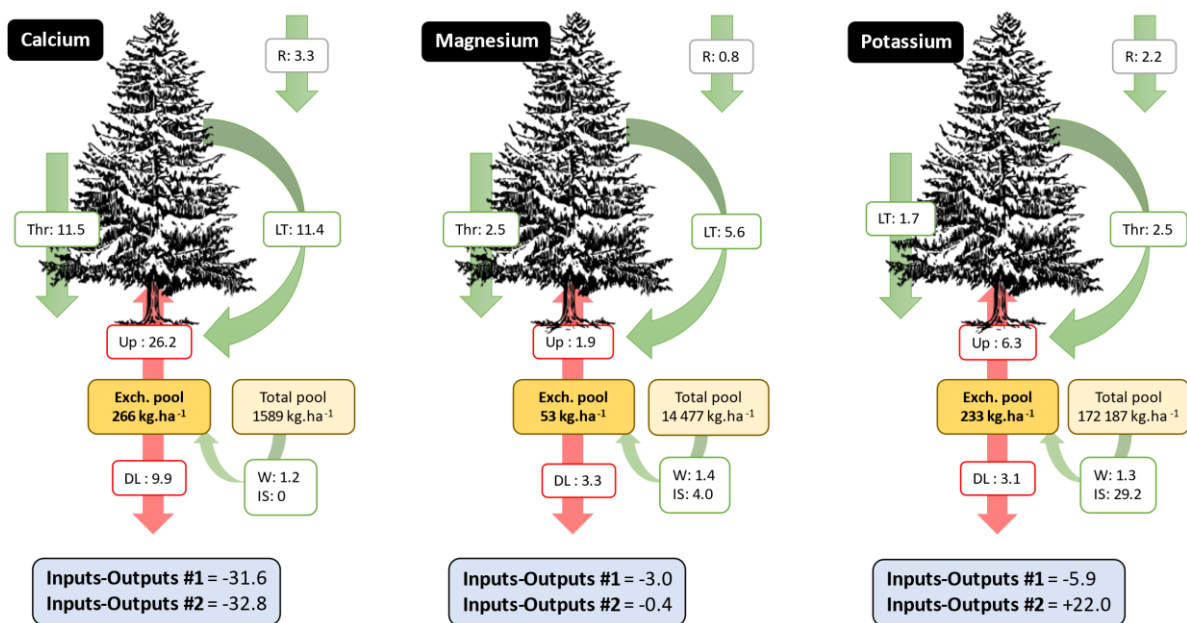 Calcium
R: 3.3
Thr: 11.5
LT: 11.4
Up : 26.2
Exch. pool
266 kg.ha⁻¹
Total pool
1589 kg.ha⁻¹
DL : 9.9
W: 1.2
IS: 0
Inputs-Outputs #1 = -31.6
Inputs-Outputs #2 = -32.8
Magnesium
R: 0.8
Thr: 2.5
LT: 5.6
Up : 1.9
Exch. pool
53 kg.ha⁻¹
Total pool
14 477 kg.ha⁻¹
DL : 3.3
W: 1.4
IS: 4.0
Inputs-Outputs #1 = -3.0
Inputs-Outputs #2 = -0.4
Potassium
R: 2.2
LT: 1.7
Thr: 2.5
Up : 6.3
Exch. pool
233 kg.ha⁻¹
Total pool
172 187 kg.ha⁻¹
DL : 3.1
W: 1.3
IS: 29.2
Inputs-Outputs #1 = -5.9
Inputs-Outputs #2 = +22.0